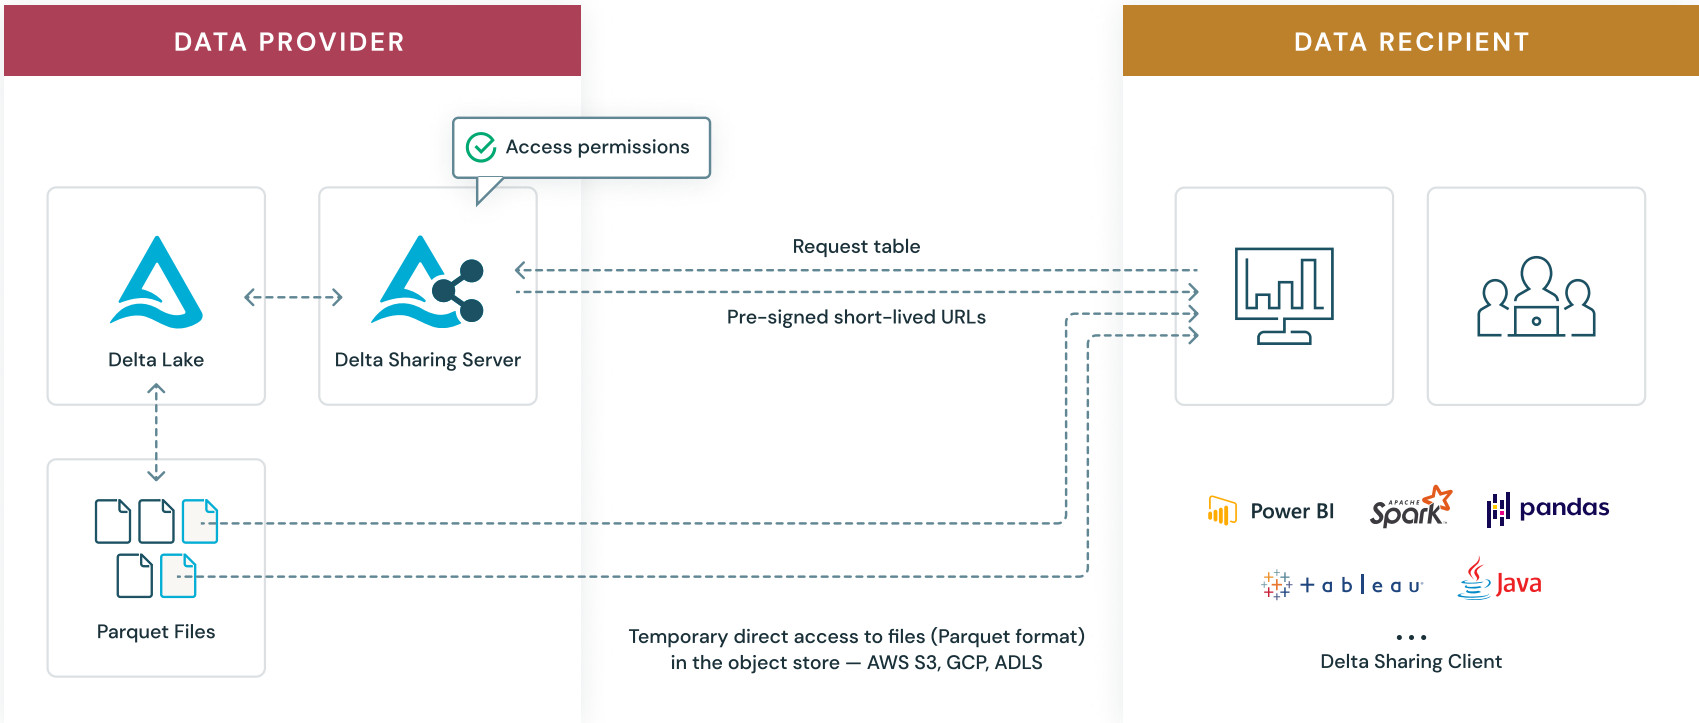 DATA PROVIDER
DATA RECIPIENT
Access permissions
Request table
Pre-signed short-lived URLs
Delta Lake
Delta Sharing Server
Parquet Files
Power BI
APACHE
Spark
pandas
+ableau
Java
Temporary direct access to files (Parquet format)
in the object store — AWS S3, GCP, ADLS
...
Delta Sharing Client